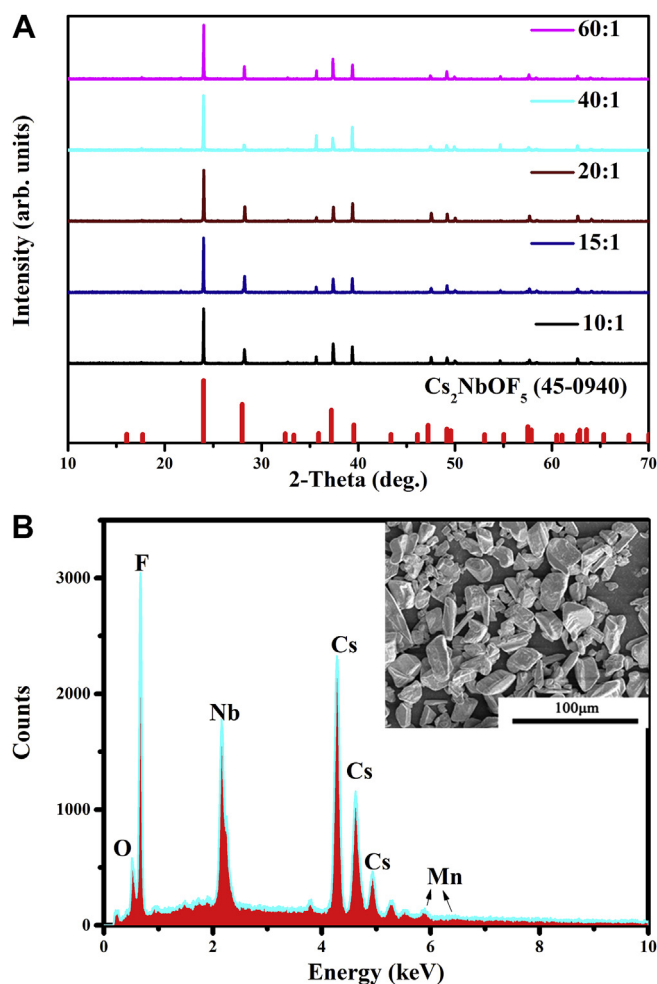 A
60:1
40:1
20:1
15:1
10:1
Cs₂NbOF₅ (45-0940)
Intensity (arb. units)
10 20 30 40 50 60 70
2-Theta (deg.)
B
F
O
Nb
Cs
Cs
Cs
Mn
100μm
3000
2000
1000
0
Counts
0 2 4 6 8 10
Energy (keV)